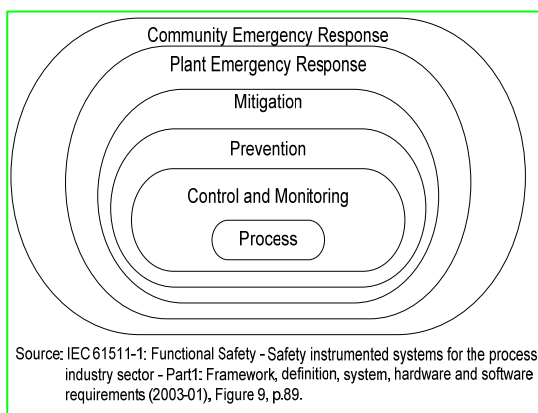 Community Emergency Response
Plant Emergency Response
Mitigation
Prevention
Control and Monitoring
Process
Source: IEC 61511-1: Functional Safety - Safety instrumented systems for the process
industry sector - Part1: Framework, definition, system, hardware and software
requirements (2003-01), Figure 9, p.89.